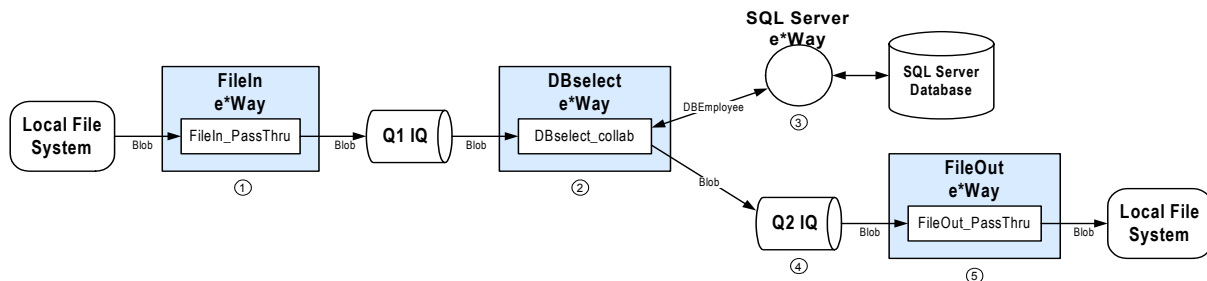 SQL Server
e*Way
FileIn
e*Way
DBselect
e*Way
SQL Server
Database
Local File
System
Blob
FileIn_PassThru
Blob
Q1 IQ
Blob
DBselect_collab
DBEmployee
3
1
2
Blob
FileOut
e*Way
Q2 IQ
Blob
FileOut_PassThru
Blob
Local File
System
4
5